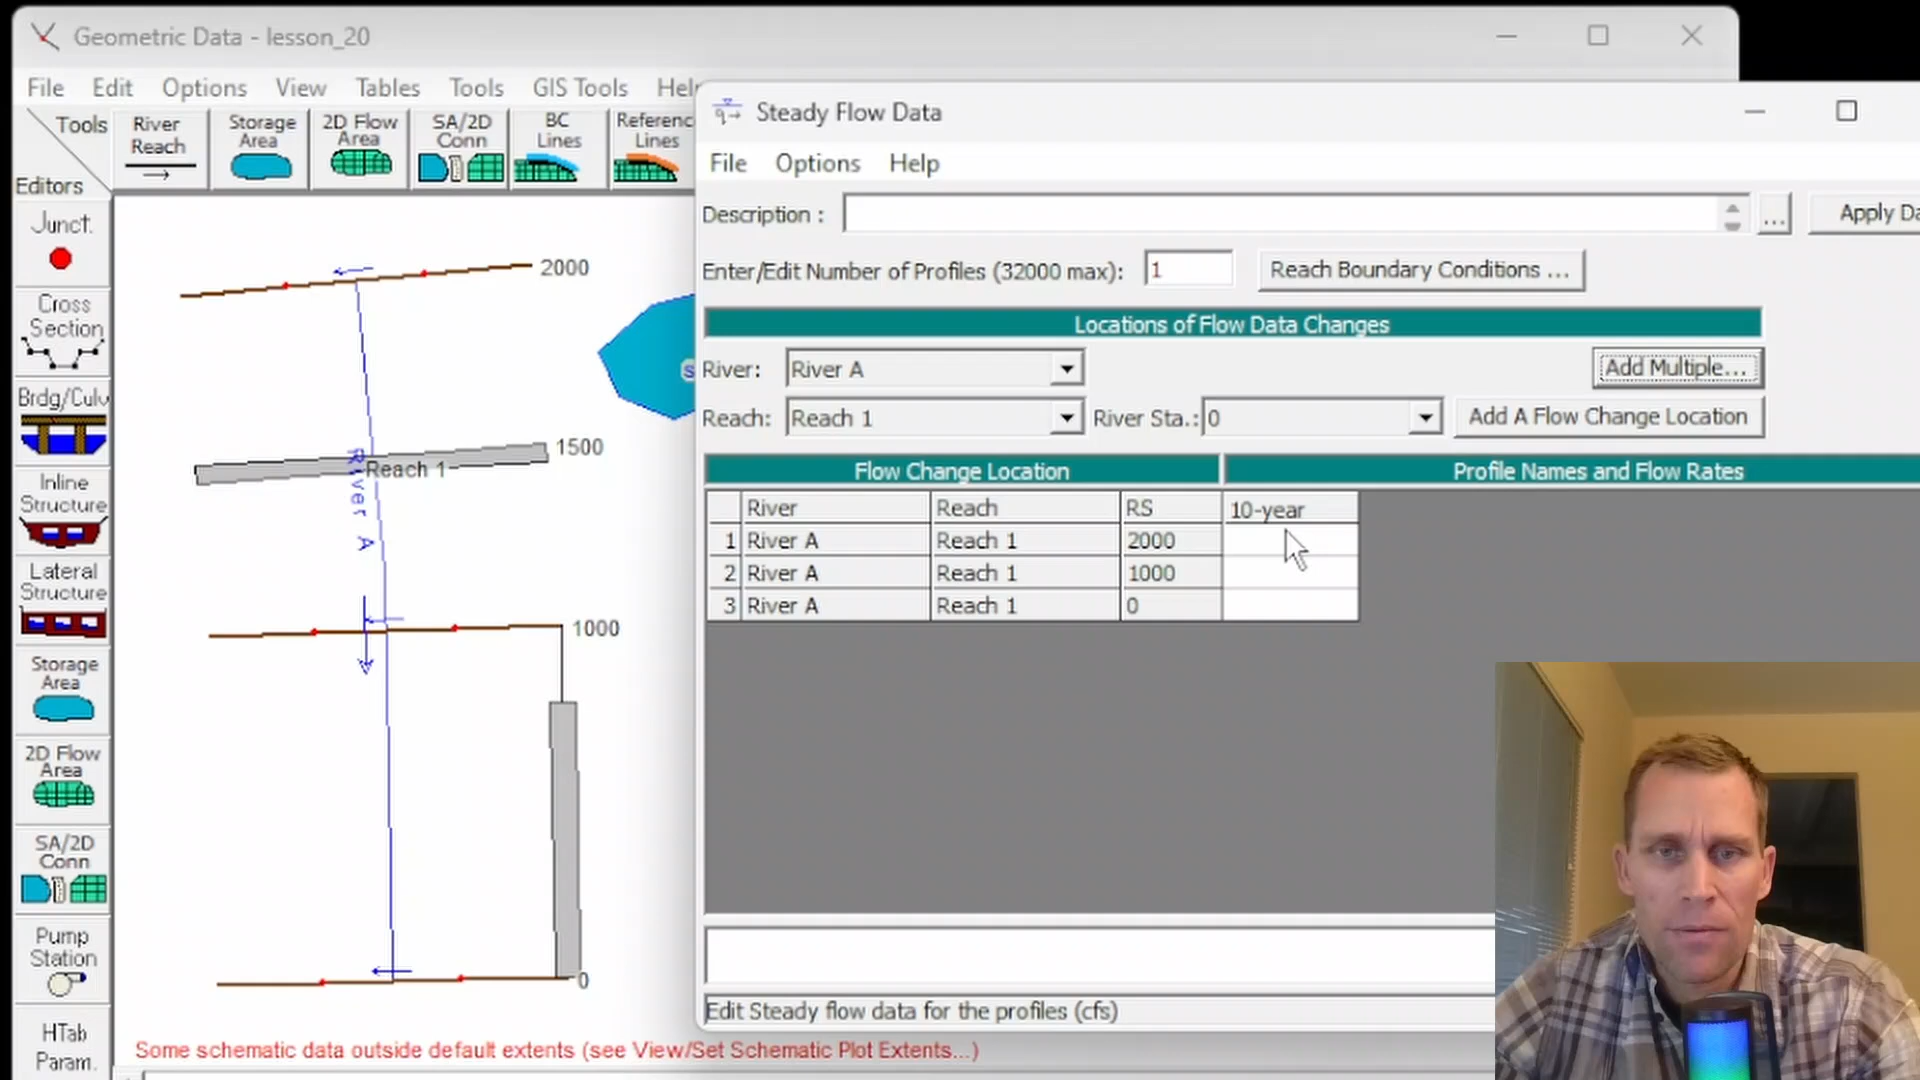 Geometric Data - lesson_20
File Edit Options View Tables Tools GIS Tools Help
Tools
River
Reach
Storage
Area
2D Flow
Area
SA/2D
Conn
BC
Lines
Referenc
Lines
Editors
Junct.
Cross
Section
Brdg/Culv
Inline
Structure
Lateral
Structure
Storage
Area
2D Flow
Area
SA/2D
Conn
Pump
Station
HTab
Param.
2000
1500
Reach 1
River A
1000
0
s
Some schematic data outside default extents (see View/Set Schematic Plot Extents...)
Steady Flow Data
File Options Help
Description :
...
Apply Da
Enter/Edit Number of Profiles (32000 max): 1
Reach Boundary Conditions ...
Locations of Flow Data Changes
River: River A
Add Multiple...
Reach: Reach 1 River Sta.: 0
Add A Flow Change Location
Flow Change Location Profile Names and Flow Rates
River Reach RS 10-year
1 River A Reach 1 2000
2 River A Reach 1 1000
3 River A Reach 1 0
Edit Steady flow data for the profiles (cfs)